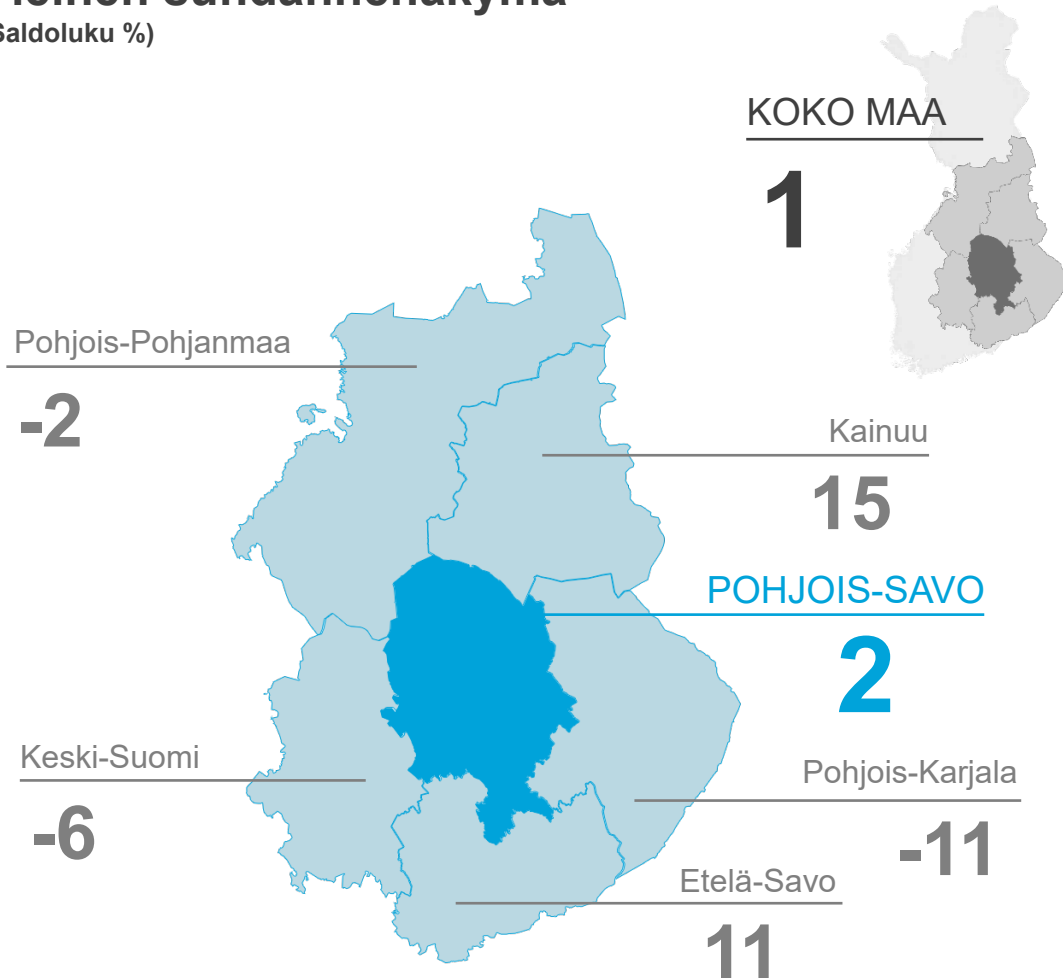 suhdannenäkymä
Saldoluku %)
KOKO MAA
1
Pohjois-Pohjanmaa
-2
Kainuu
15
POHJOIS-SAVO
2
Keski-Suomi
-6
Pohjois-Karjala
-11
Etelä-Savo
11